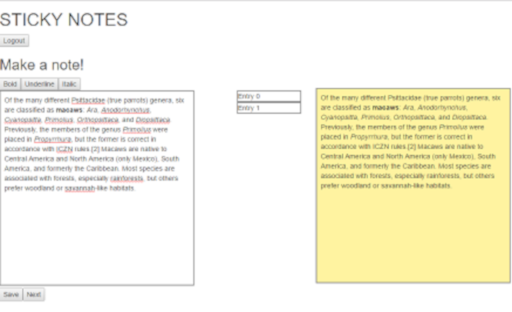 STICKY NOTES
Logout
Make a note!
Bold Underline Italic
Of the many different Psittacidae (true parrots) genera, six
are classified as macaws: Ara, Anodorhynchus,
Cyanopsitta, Primolius, Orthopsittaca, and Diopsittaca.
Previously, the members of the genus Primolius were
placed in Propyrrhura, but the former is correct in
accordance with ICZN rules.[2] Macaws are native to
Central America and North America (only Mexico), South
America, and formerly the Caribbean. Most species are
associated with forests, especially rainforests, but others
prefer woodland or savannah-like habitats.
Save Next
Entry 0
Entry 1
Of the many different Psittacidae (true parrots) genera, six
are classified as macaws: Ara, Anodorhynchus,
Cyanopsitta, Primolius, Orthopsittaca, and Diopsittaca.
Previously, the members of the genus Primolius were
placed in Propyrrhura, but the former is correct in
accordance with ICZN rules.[2] Macaws are native to
Central America and North America (only Mexico), South
America, and formerly the Caribbean. Most species are
associated with forests, especially rainforests, but others
prefer woodland or savannah-like habitats.